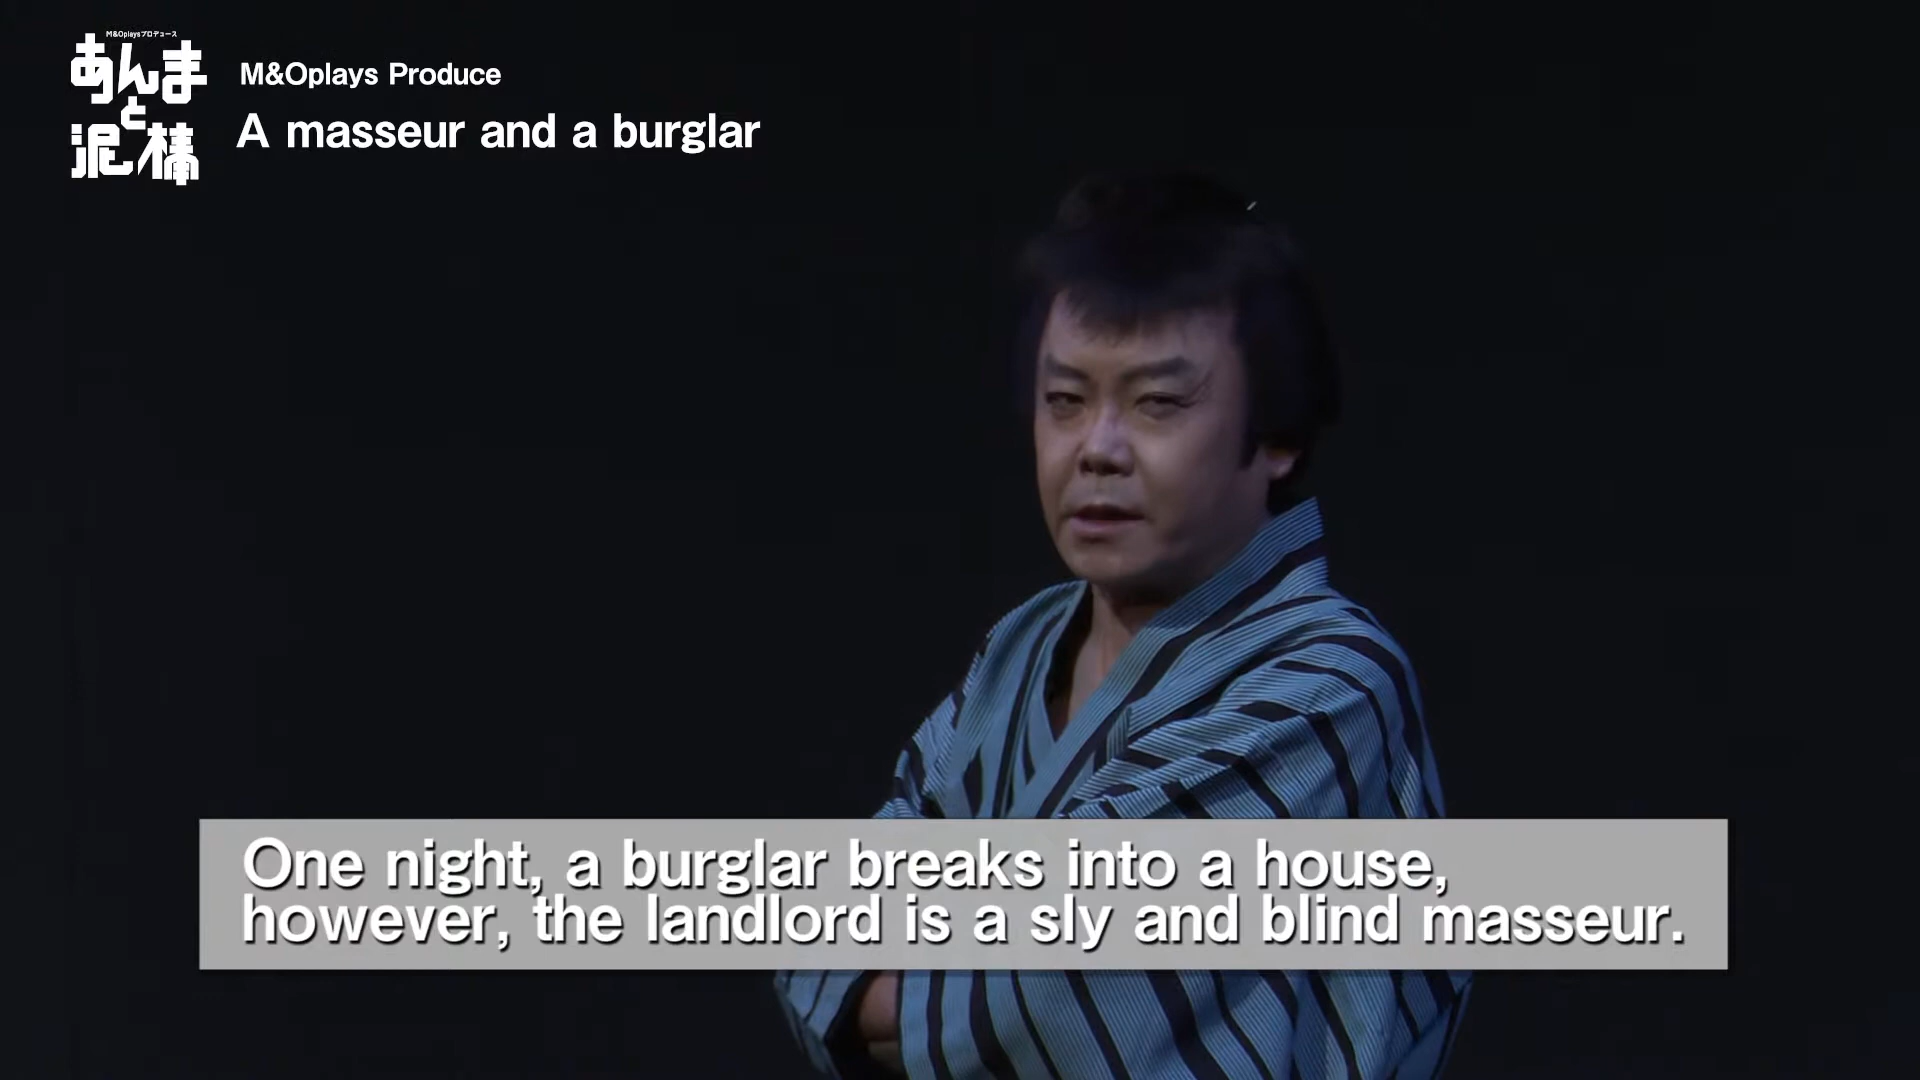 M&Oplaysプロデュース
あんま
と
泥棒
M&Oplays Produce
A masseur and a burglar
One night, a burglar breaks into a house,
however, the landlord is a sly and blind masseur.